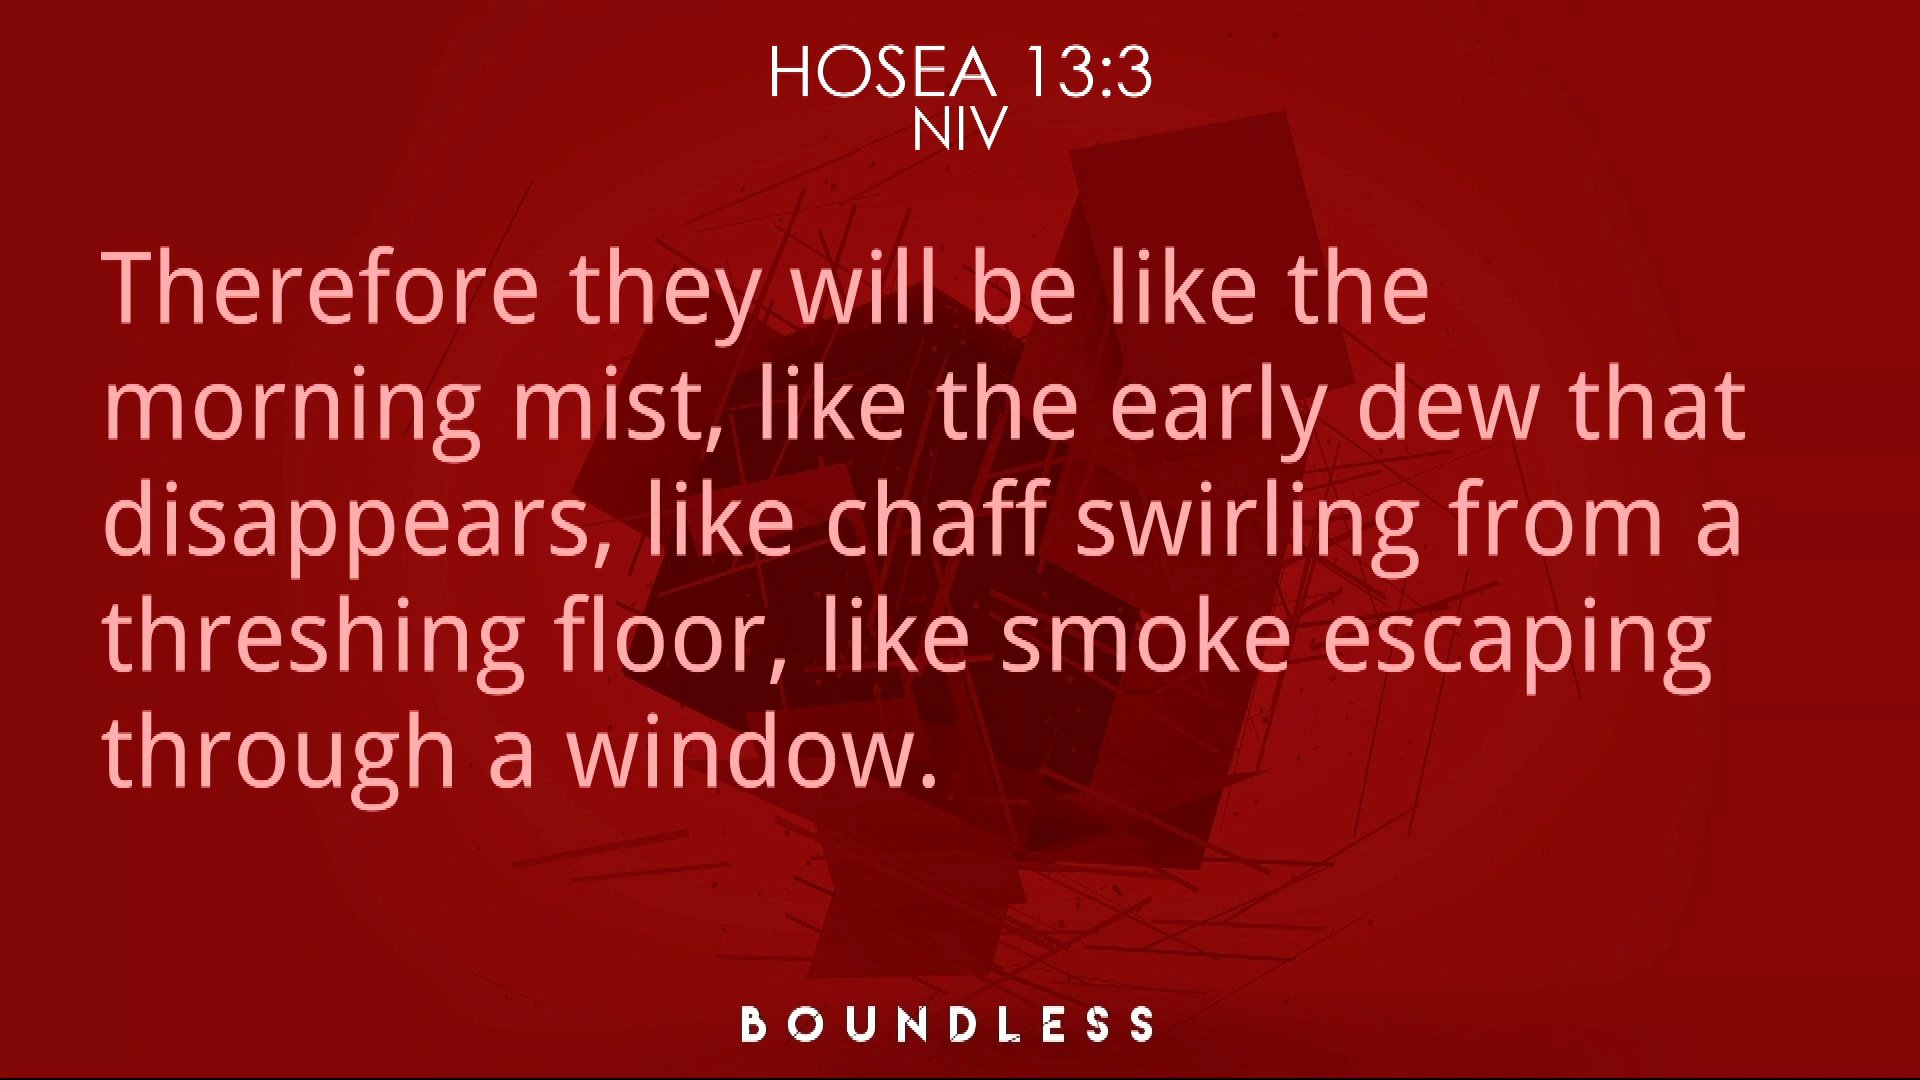 HOSEA 13:3
NIV
Therefore they will be like the
morning mist, like the early dew that
disappears, like chaff swirling from a
threshing floor, like smoke escaping
through a window.
BOUNDLESS